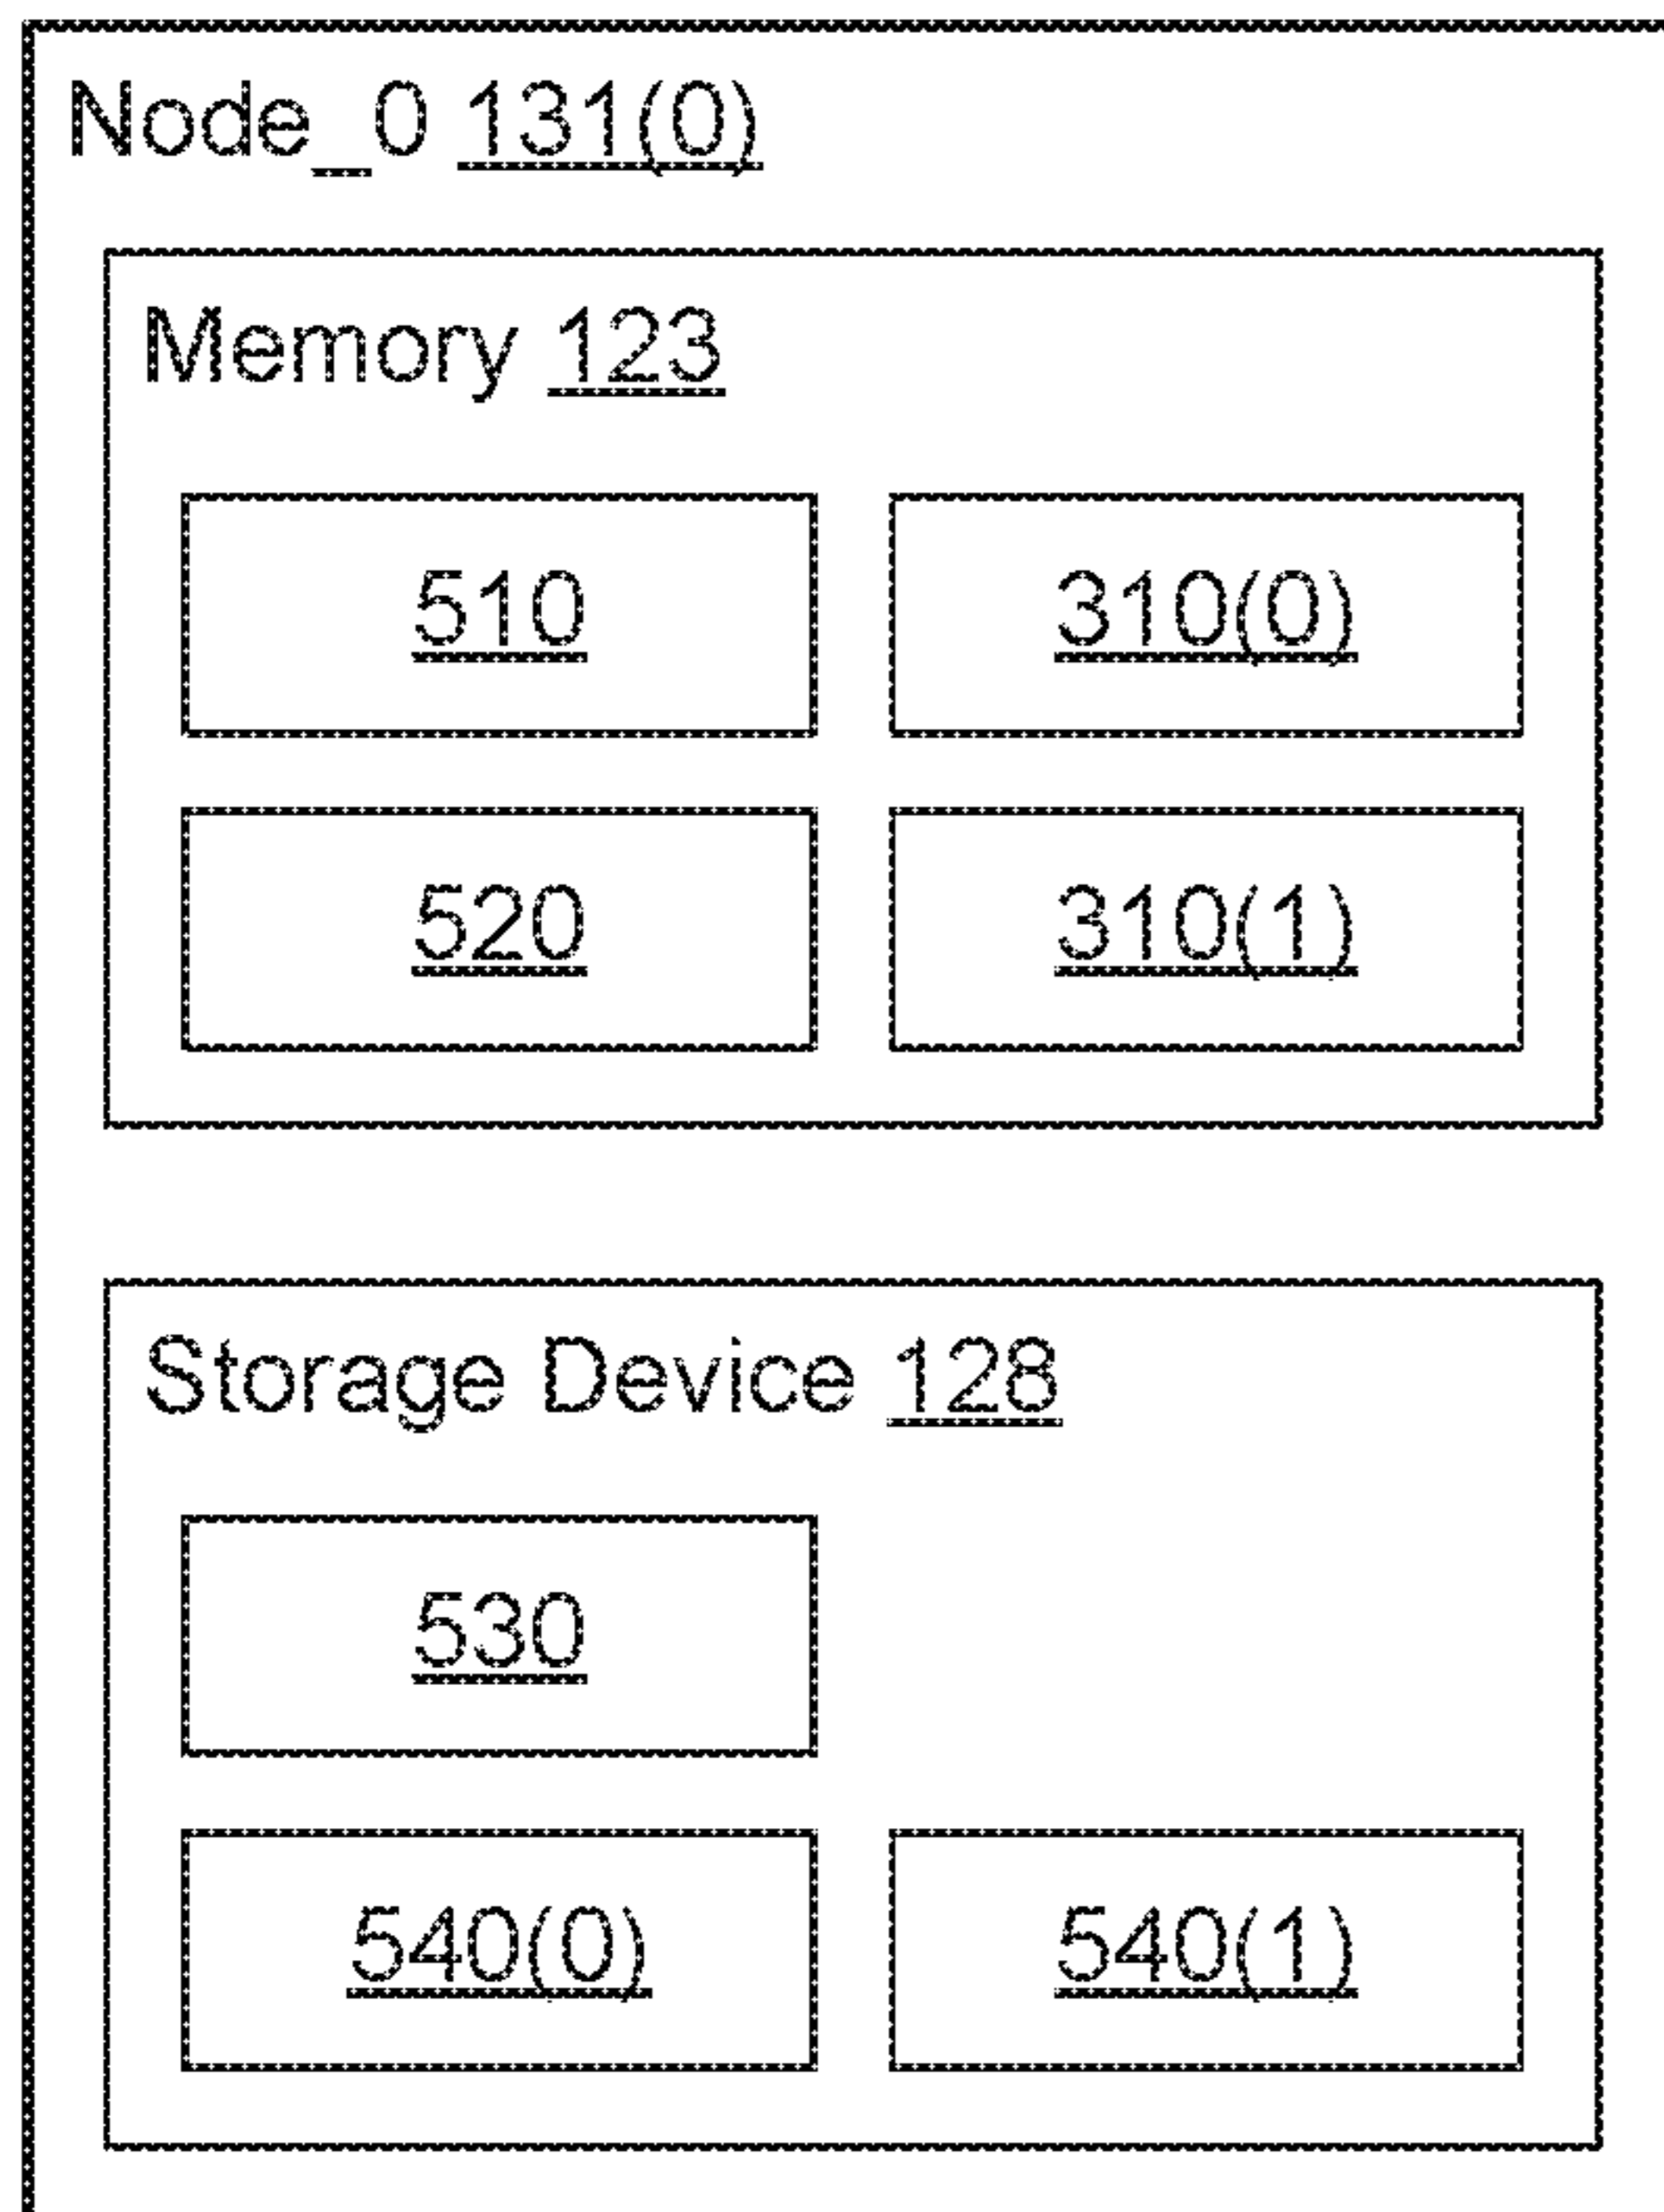 Node_0 131(0)
Memory 123
510 310(0)
520 310(1)
Storage Device 128
530
540(0) 540(1)